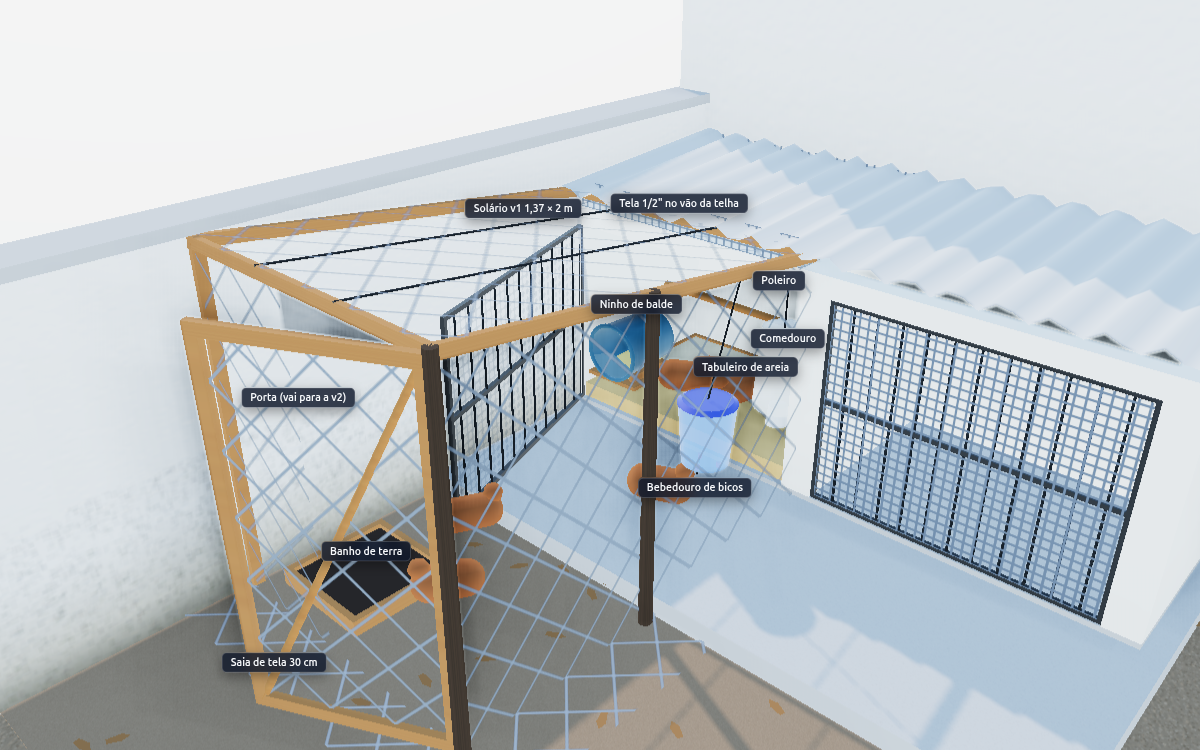 Solário v1 1,37 × 2 m
Tela 1/2" no vão da telha
Poleiro
Ninho de balde
Comedouro
Tabuleiro de areia
Porta (vai para a v2)
Bebedouro de bicos
Banho de terra
Saia de tela 30 cm